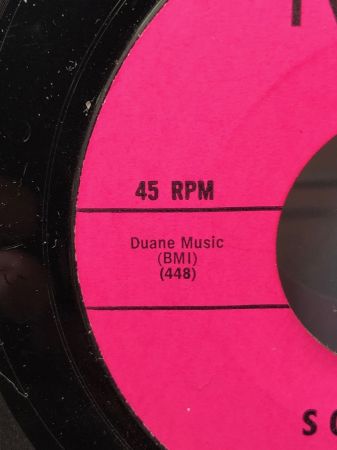 45 RPM
Duane Music
(BMI)
(448)